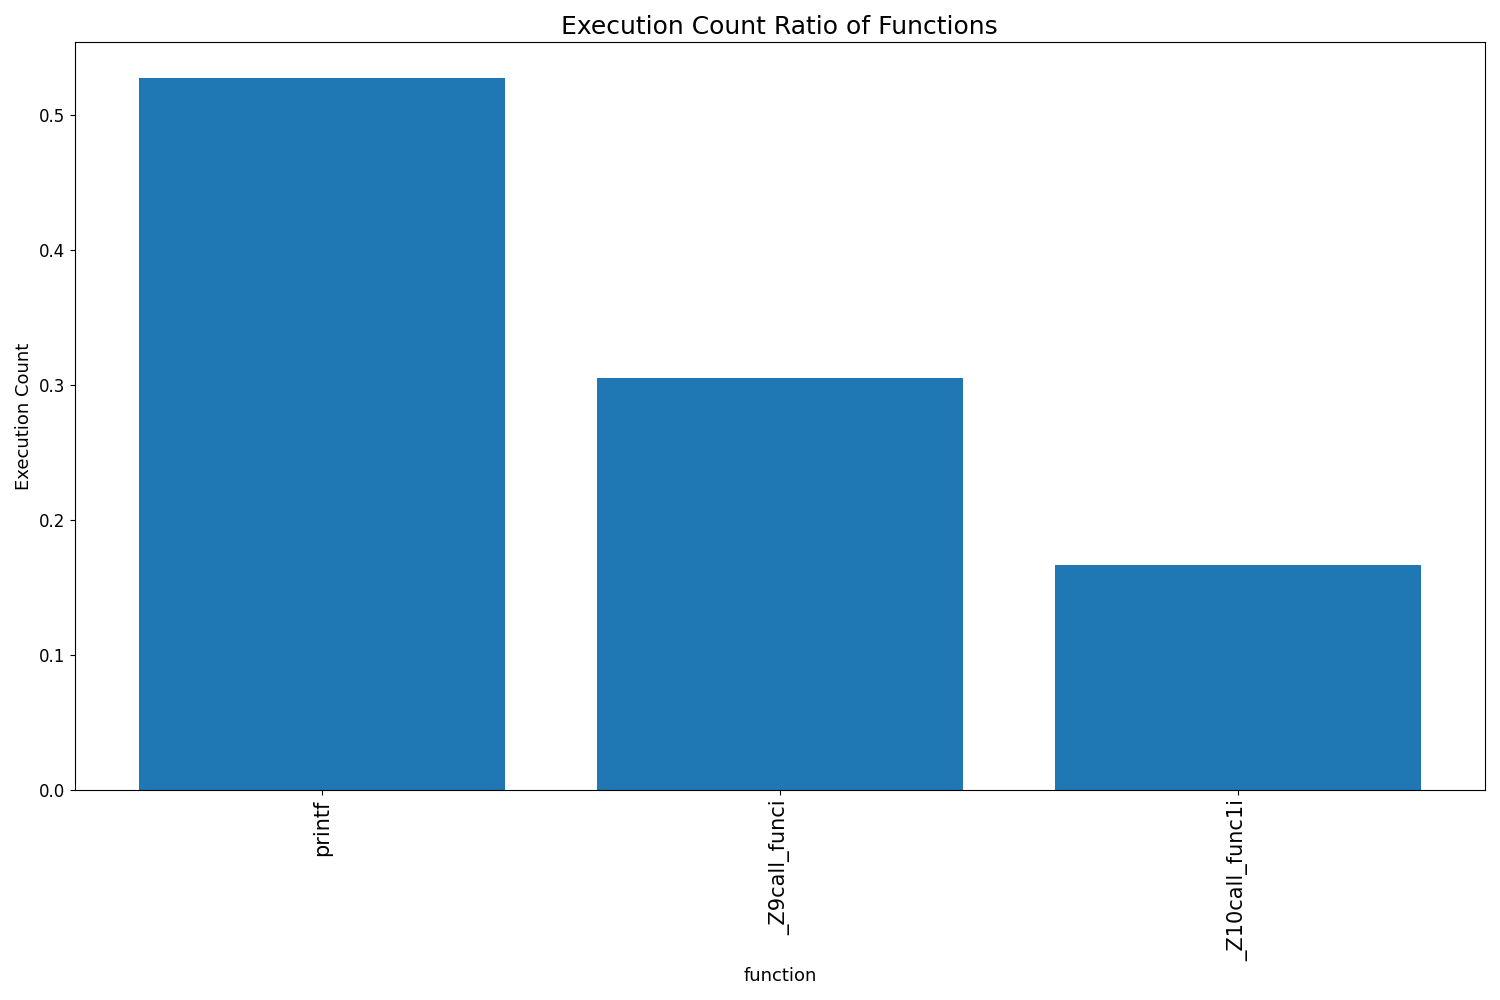 Execution Count Ratio of Functions
Execution Count
0.5
0.4
0.3
0.2
0.1
0.0
printf
_Z9call_funci
_Z10call_func1i
function